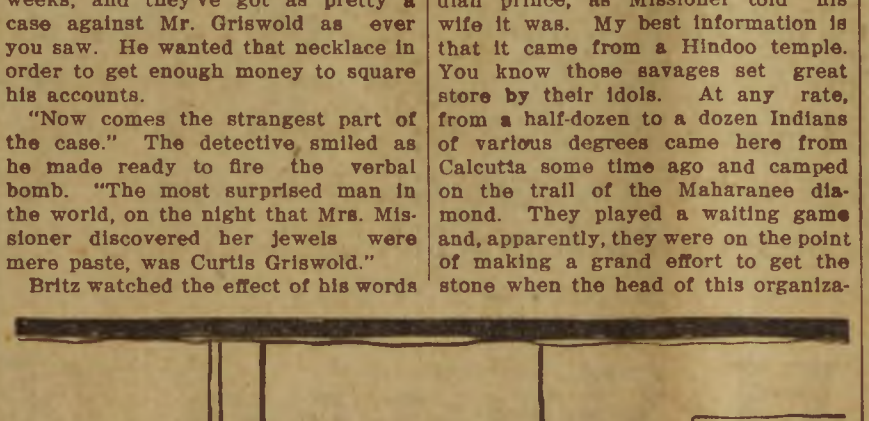 weeks, and they've got as pretty a
case against Mr. Griswold as ever
you saw. He wanted that necklace in
order to get enough money to square
his accounts.
"Now comes the strangest part of
the case." The detective smiled as
he made ready to fire the verbal
bomb. "The most surprised man in
the world, on the night that Mrs. Mis-
sioner discovered her jewels were
mere paste, was Curtis Griswold."
Britz watched the effect of his words
dian prince, as Missioner told his
wife it was. My best information is
that it came from a Hindoo temple.
You know those savages set great
store by their idols. At any rate,
from a half-dozen to a dozen Indians
of various degrees came here from
Calcutta some time ago and camped
on the trail of the Maharanee dia-
mond. They played a waiting game
and, apparently, they were on the point
of making a grand effort to get the
stone when the head of this organiza-